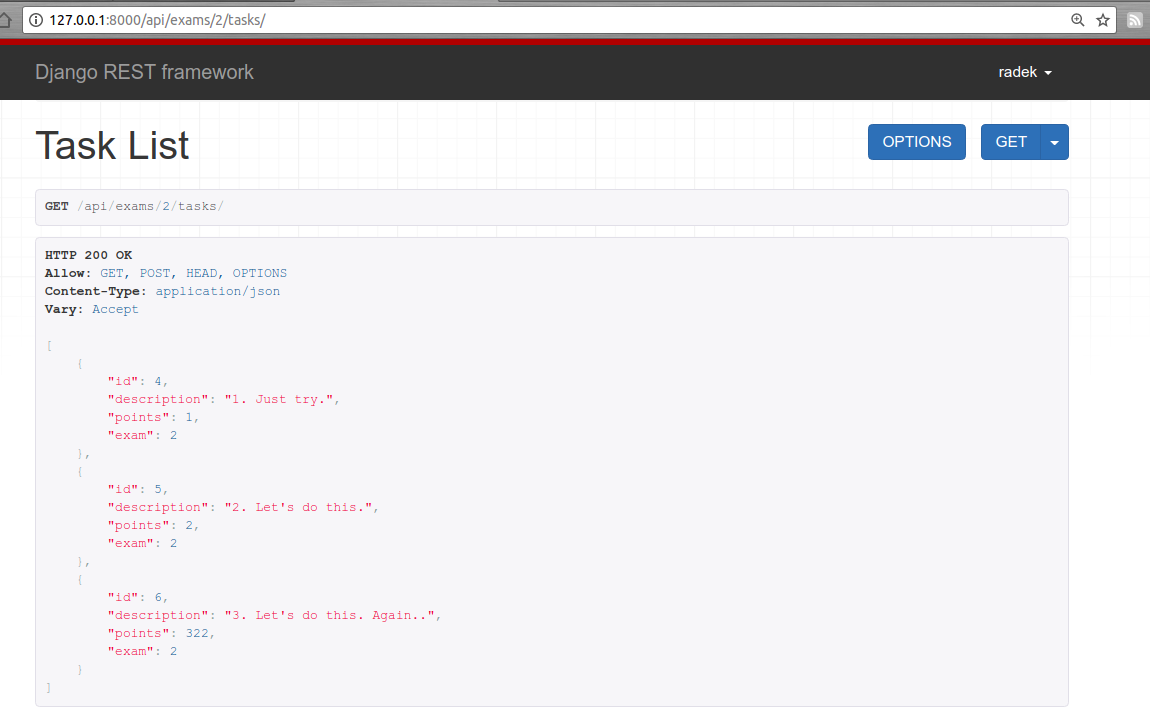 127.0.0.1:8000/api/exams/2/tasks/
Django REST framework
radek
Task List
OPTIONS
GET
GET /api/exams/2/tasks/
HTTP 200 OK
Allow: GET, POST, HEAD, OPTIONS
Content-Type: application/json
Vary: Accept
[
    {
        "id": 4,
        "description": "1. Just try.",
        "points": 1,
        "exam": 2
    },
    {
        "id": 5,
        "description": "2. Let's do this.",
        "points": 2,
        "exam": 2
    },
    {
        "id": 6,
        "description": "3. Let's do this. Again..",
        "points": 322,
        "exam": 2
    }
]